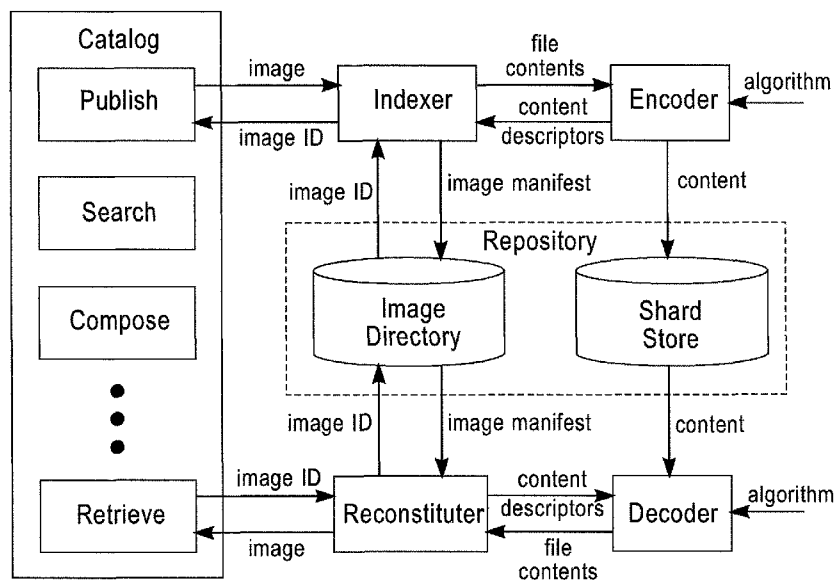 Catalog
Publish
image
image ID
Indexer
file
contents
content
descriptors
Encoder
algorithm
image ID
image manifest
content
Search
Repository
Compose
Image
Directory
Shard
Store
image ID
image manifest
content
Retrieve
image ID
image
Reconstituter
content
descriptors
file
contents
Decoder
algorithm